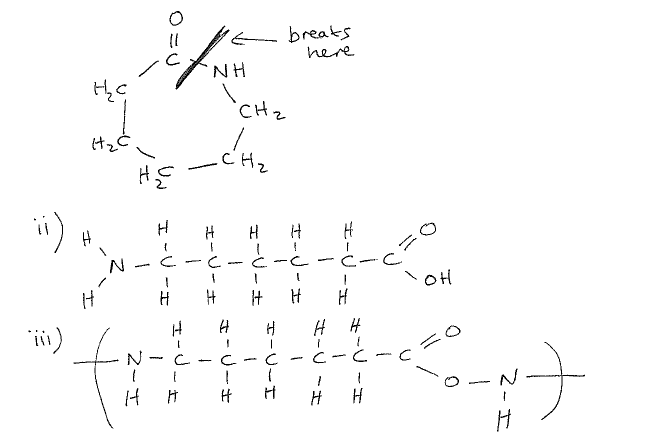 O
||
C
breaks
here
NH
H₂C
CH₂
H₂C
H₂C
CH₂
ii)
H H H H H H O
N - C - C - C - C - C - C
OH
H H H H H H
iii)
H H H H H O
N - C - C - C - C - C - C
O - N
H H H H H H
H